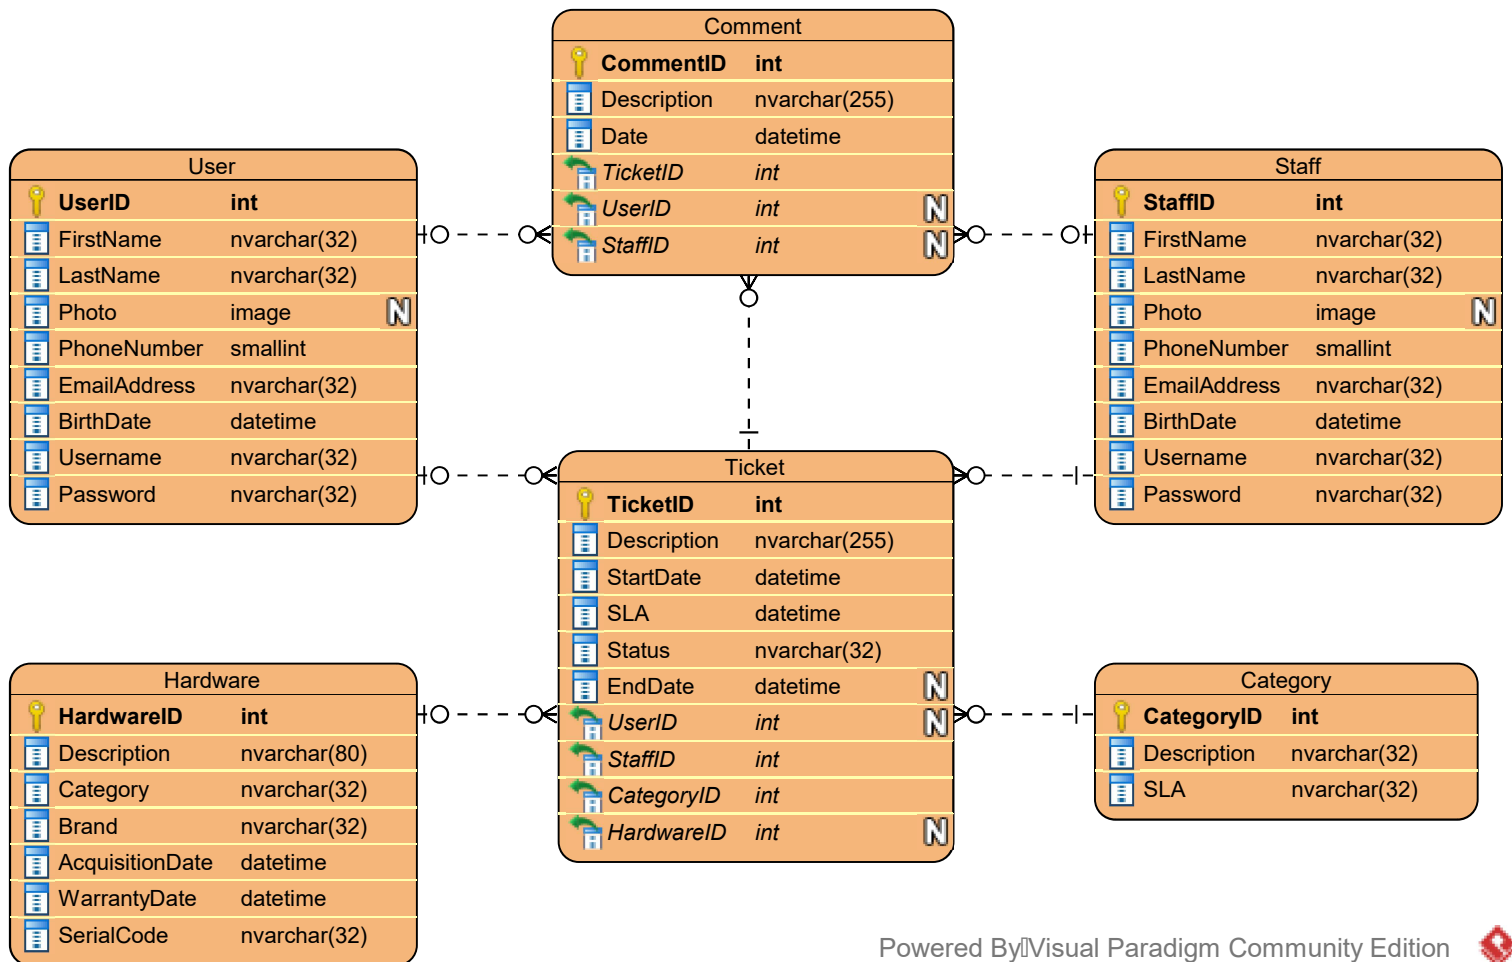 Comment
CommentID int
Description nvarchar(255)
Date datetime
TicketID int
UserID int N
StaffID int N
User
UserID int
FirstName nvarchar(32)
LastName nvarchar(32)
Photo image N
PhoneNumber smallint
EmailAddress nvarchar(32)
BirthDate datetime
Username nvarchar(32)
Password nvarchar(32)
Staff
StaffID int
FirstName nvarchar(32)
LastName nvarchar(32)
Photo image N
PhoneNumber smallint
EmailAddress nvarchar(32)
BirthDate datetime
Username nvarchar(32)
Password nvarchar(32)
Ticket
TicketID int
Description nvarchar(255)
StartDate datetime
SLA datetime
Status nvarchar(32)
EndDate datetime N
UserID int N
StaffID int
CategoryID int
HardwareID int N
Hardware
HardwareID int
Description nvarchar(80)
Category nvarchar(32)
Brand nvarchar(32)
AcquisitionDate datetime
WarrantyDate datetime
SerialCode nvarchar(32)
Category
CategoryID int
Description nvarchar(32)
SLA nvarchar(32)
Powered By Visual Paradigm Community Edition